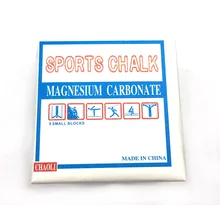 SPORTS CHALK
MAGNESIUM CARBONATE
8 SMALL BLOCKS
MADE IN CHINA
CHAOLI